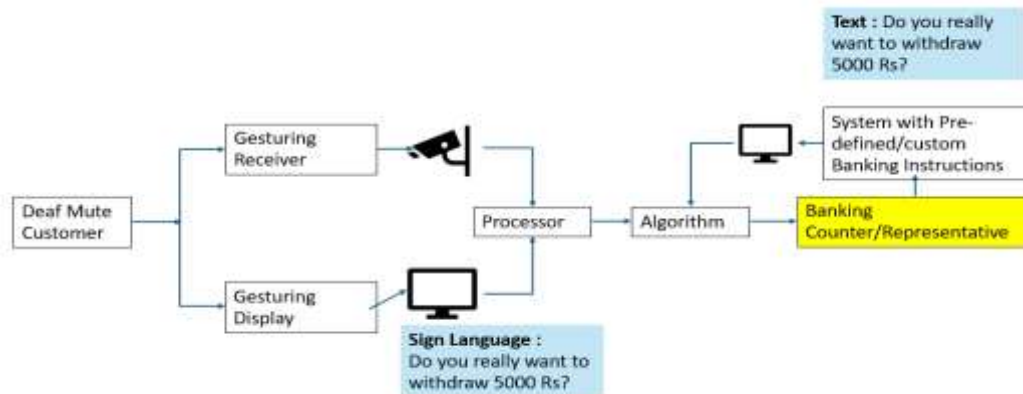 Text : Do you really
want to withdraw
5000 Rs?
Gesturing
Receiver
System with Pre-
defined/custom
Banking Instructions
Deaf Mute
Customer
Processor
Algorithm
Banking
Counter/Representative
Gesturing
Display
Sign Language :
Do you really want to
withdraw 5000 Rs?